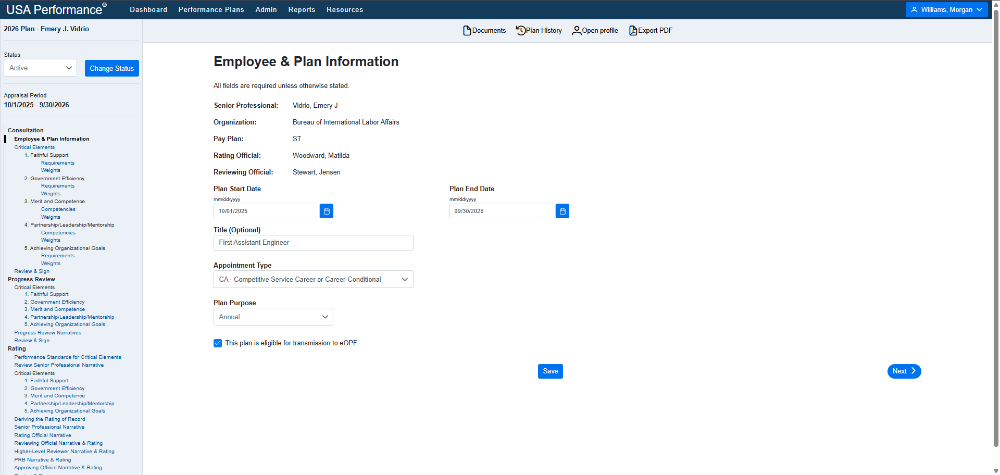 USA Performance®
Dashboard
Performance Plans
Admin
Reports
Resources
Williams, Morgan
2026 Plan - Emery J. Vidrio
Documents
Plan History
Open profile
Export PDF
Status
Active
Change Status
Appraisal Period
10/1/2025 - 9/30/2026
Consultation
Employee & Plan Information
Critical Elements
1. Faithful Support
Requirements
Weights
2. Government Efficiency
Requirements
Weights
3. Merit and Competence
Competencies
Weights
4. Partnership/Leadership/Mentorship
Competencies
Weights
5. Achieving Organizational Goals
Requirements
Weights
Review & Sign
Progress Review
Critical Elements
1. Faithful Support
2. Government Efficiency
3. Merit and Competence
4. Partnership/Leadership/Mentorship
5. Achieving Organizational Goals
Progress Review Narratives
Review & Sign
Rating
Performance Standards for Critical Elements
Review Senior Professional Narrative
Critical Elements
1. Faithful Support
2. Government Efficiency
3. Merit and Competence
4. Partnership/Leadership/Mentorship
5. Achieving Organizational Goals
Deriving the Rating of Record
Senior Professional Narrative
Rating Official Narrative
Reviewing Official Narrative & Rating
Higher-Level Reviewer Narrative & Rating
PRB Narrative & Rating
Approving Official Narrative & Rating
Employee & Plan Information
All fields are required unless otherwise stated.
Senior Professional: Vidrio, Emery J
Organization: Bureau of International Labor Affairs
Pay Plan: ST
Rating Official: Woodward, Matilda
Reviewing Official: Stewart, Jensen
Plan Start Date
mm/dd/yyyy
10/01/2025
Plan End Date
mm/dd/yyyy
09/30/2026
Title (Optional)
First Assistant Engineer
Appointment Type
CA - Competitive Service Career or Career-Conditional
Plan Purpose
Annual
This plan is eligible for transmission to eOPF.
Save
Next